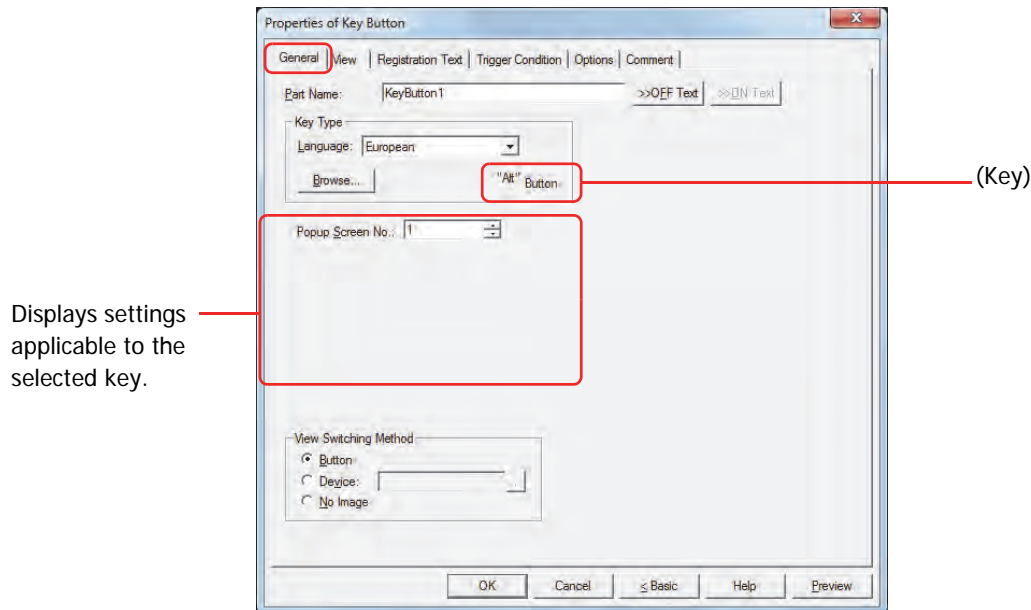 Properties of Key Button
General View Registration Text Trigger Condition Options Comment
Part Name: KeyButton1 >>OFF Text >>ON Text
Key Type
Language: European
Browse... "Alt" Button
(Key)
Popup Screen No.: 1
Displays settings
applicable to the
selected key.
View Switching Method
Button
Device: ...
No Image
OK Cancel < Basic Help Preview